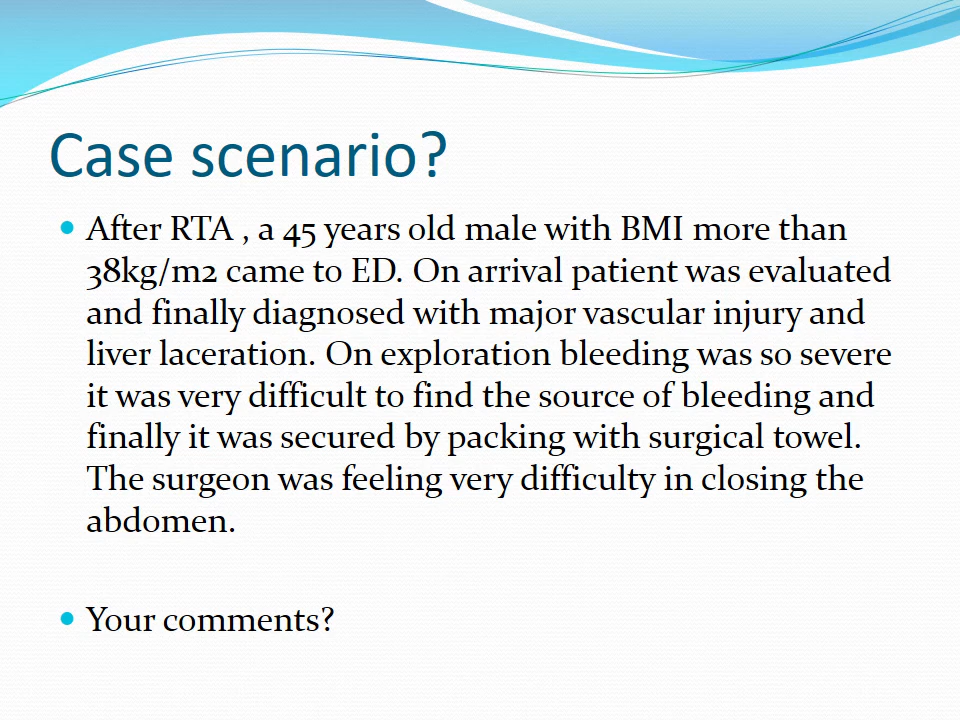 Case scenario?
• After RTA , a 45 years old male with BMI more than
38kg/m2 came to ED. On arrival patient was evaluated
and finally diagnosed with major vascular injury and
liver laceration. On exploration bleeding was so severe
it was very difficult to find the source of bleeding and
finally it was secured by packing with surgical towel.
The surgeon was feeling very difficulty in closing the
abdomen.
• Your comments?